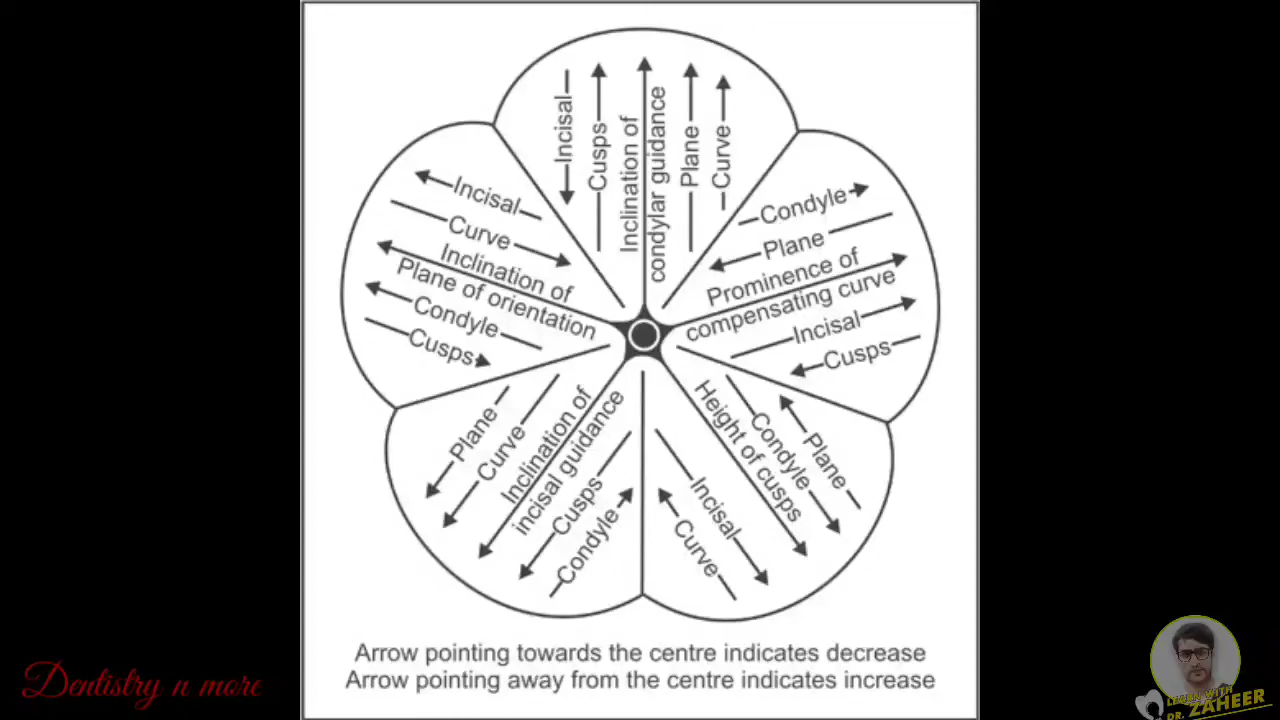 Incisal
Cusps
Inclination of
condylar guidance
Plane
Curve
Condyle
Plane
Prominence of
compensating curve
Incisal
Cusps
Plane
Condyle
Height of cusps
Incisal
Curve
Plane
Curve
Inclination of
incisal guidance
Cusps
Condyle
Incisal
Curve
Inclination of
Plane of orientation
Condyle
Cusps
Arrow pointing towards the centre indicates decrease
Arrow pointing away from the centre indicates increase
Dentistry n more
LEARN WITH
DR. ZAHEER